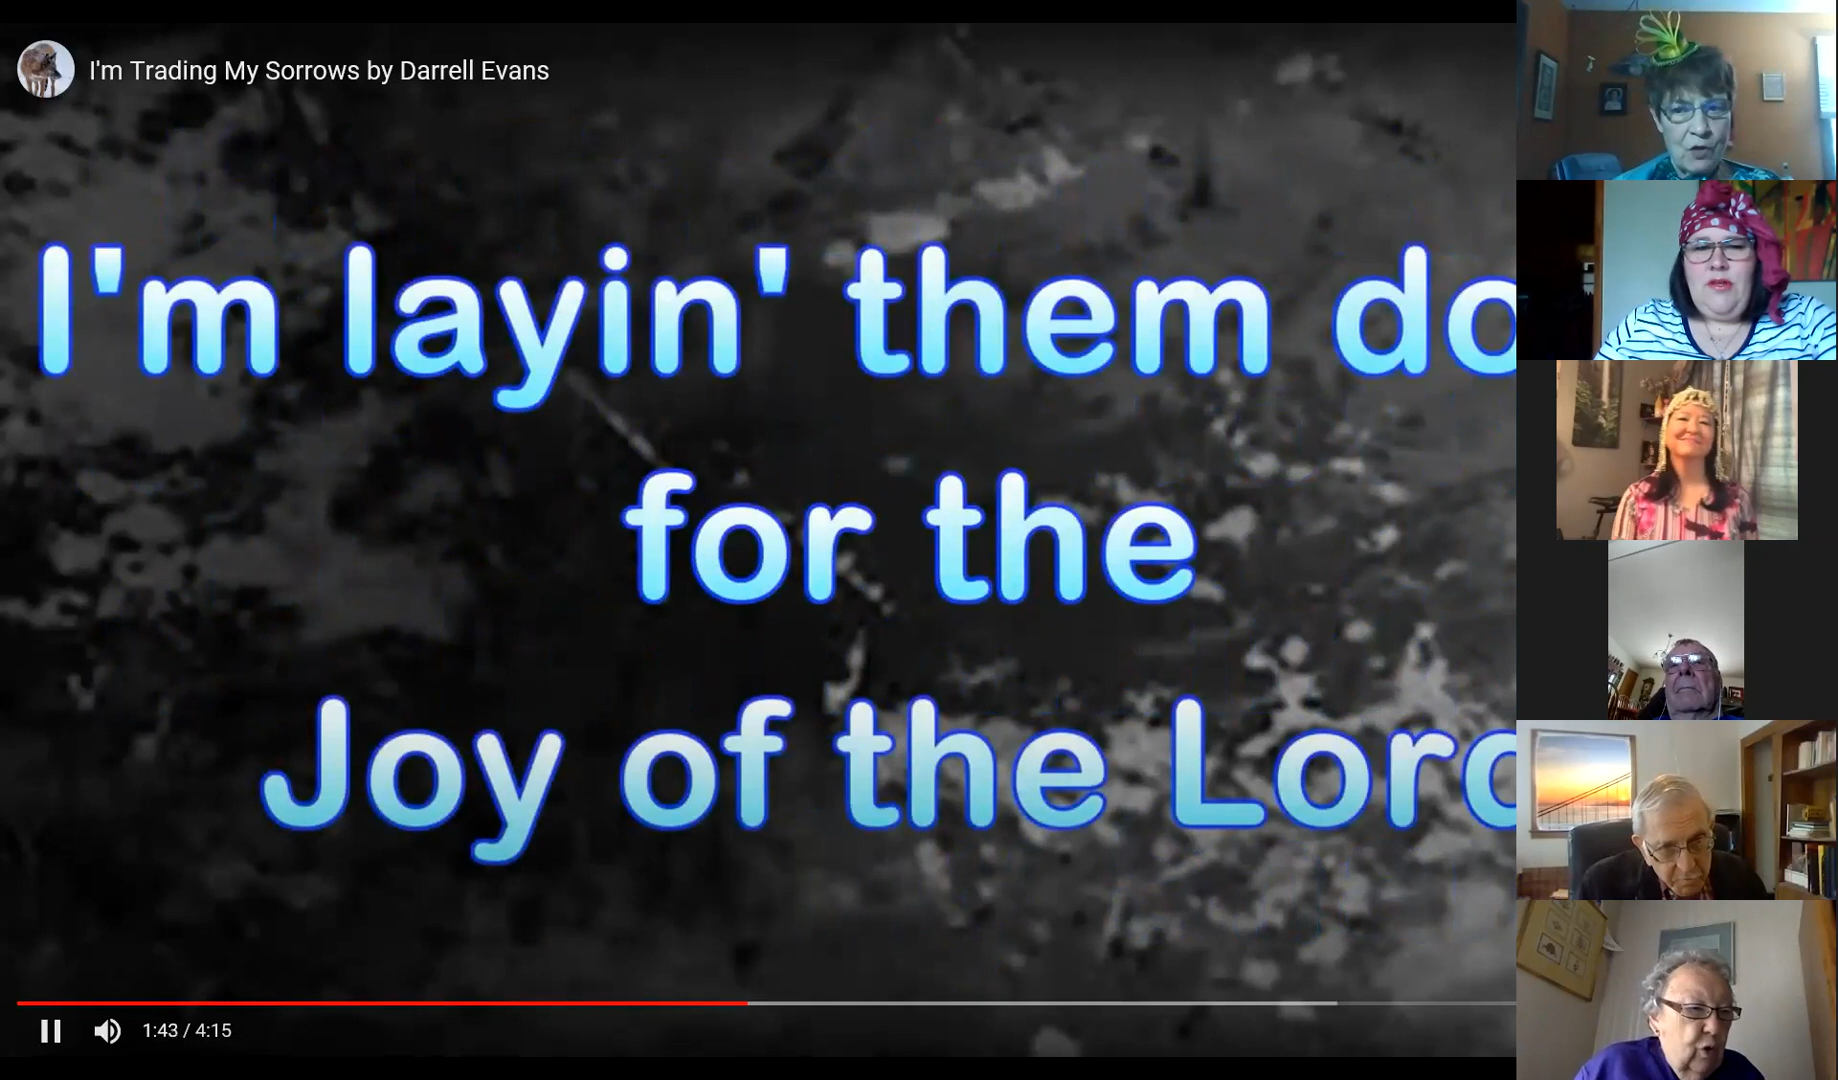 I'm Trading My Sorrows by Darrell Evans
I'm layin' them do
for the
Joy of the Lord
1:43 / 4:15